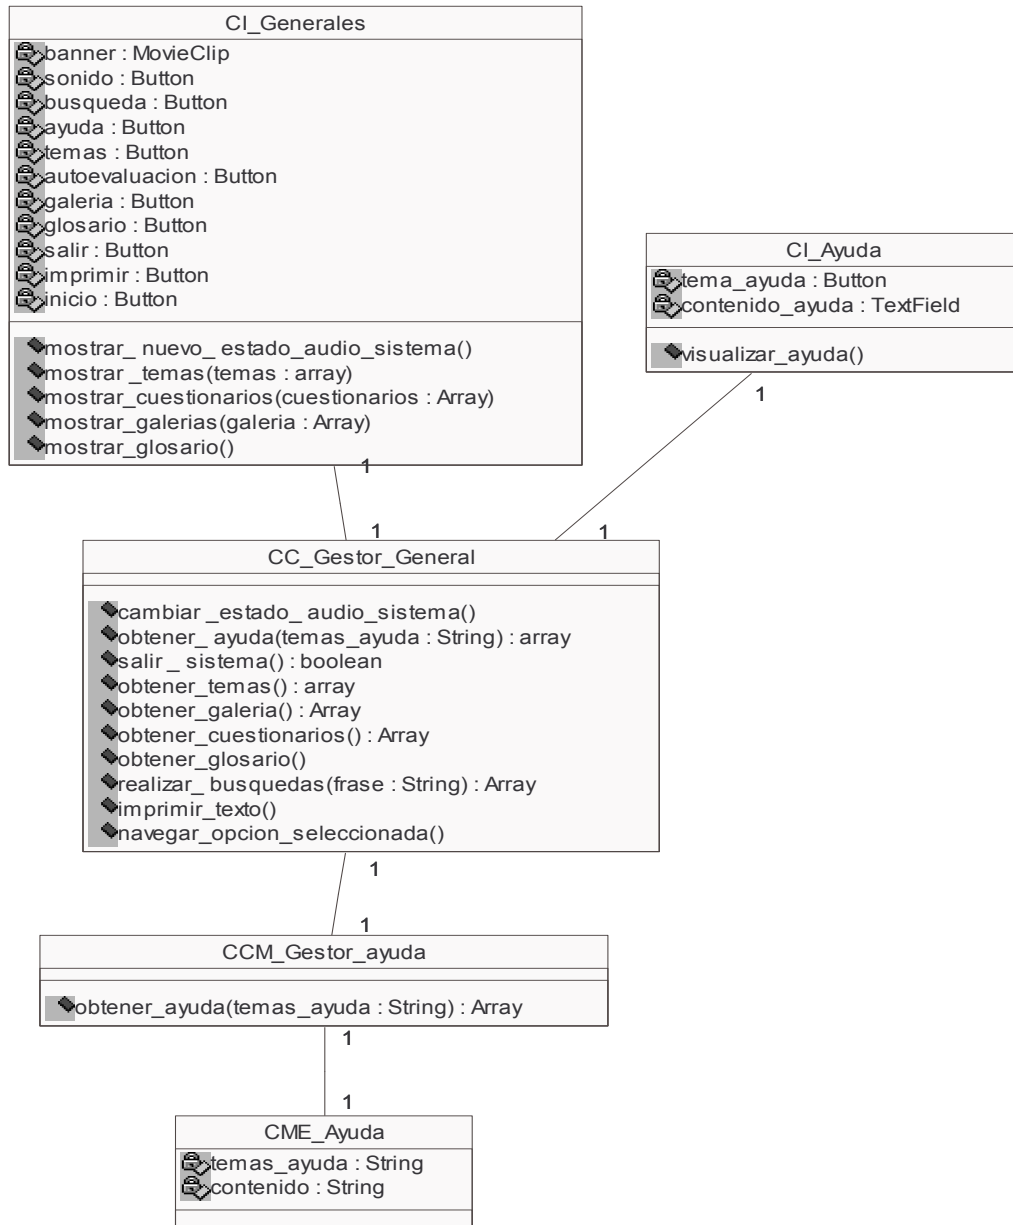 CI_Generales
banner : MovieClip
sonido : Button
busqueda : Button
ayuda : Button
temas : Button
autoevaluacion : Button
galeria : Button
glosario : Button
salir : Button
imprimir : Button
inicio : Button
mostrar_ nuevo_ estado_audio_sistema()
mostrar _temas(temas : array)
mostrar_cuestionarios(cuestionarios : Array)
mostrar_galerias(galeria : Array)
mostrar_glosario()
CI_Ayuda
tema_ayuda : Button
contenido_ayuda : TextField
visualizar_ayuda()
1
1
1
1
CC_Gestor_General
cambiar _estado_ audio_sistema()
obtener_ ayuda(temas_ayuda : String) : array
salir _ sistema() : boolean
obtener_temas() : array
obtener_galeria() : Array
obtener_cuestionarios() : Array
obtener_glosario()
realizar_ busquedas(frase : String) : Array
imprimir_texto()
navegar_opcion_seleccionada()
1
1
CCM_Gestor_ayuda
obtener_ayuda(temas_ayuda : String) : Array
1
1
CME_Ayuda
temas_ayuda : String
contenido : String